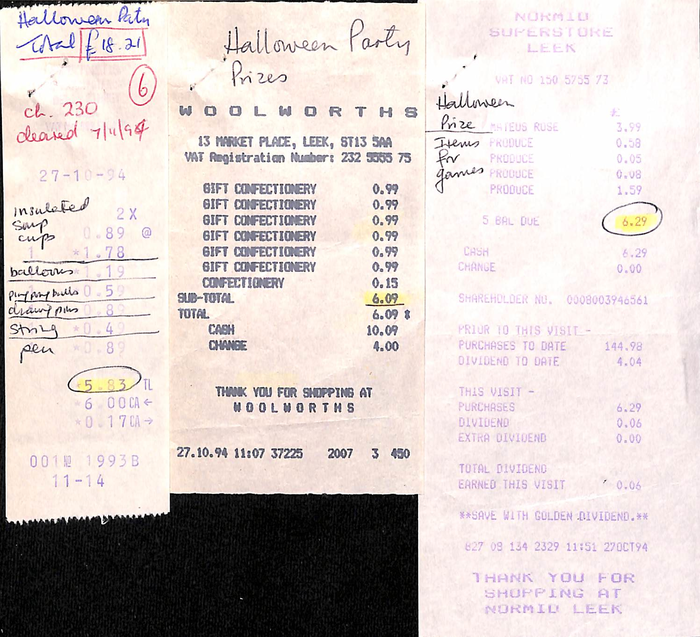 Halloween Party
Total £18.21
6
ch. 230
cleared 7/11/94
27-10-94
insulated soup cups
2X
0.89 @
1 *1.78
balloons *1.19
ping pong balls *0.59
drawing pins *0.89
string *0.49
pen *0.89
*5.83 TL
*6.00CA←
*0.17CA→
001№ 1993B
11-14
Halloween Party
Prizes
WOOLWORTHS
13 MARKET PLACE, LEEK, ST13 5AA
VAT Registration Number: 232 5555 75
GIFT CONFECTIONERY 0.99
GIFT CONFECTIONERY 0.99
GIFT CONFECTIONERY 0.99
GIFT CONFECTIONERY 0.99
GIFT CONFECTIONERY 0.99
GIFT CONFECTIONERY 0.99
CONFECTIONERY 0.15
SUB-TOTAL 6.09
TOTAL 6.09 $
CASH 10.09
CHANGE 4.00
THANK YOU FOR SHOPPING AT
WOOLWORTHS
27.10.94 11:07 37225 2007 3 450
NORMID
SUPERSTORE
LEEK
VAT NO 150 5755 73
Halloween
Prize
Items
for
games
£
MATEUS ROSE 3.99
PRODUCE 0.58
PRODUCE 0.05
PRODUCE 0.08
PRODUCE 1.59
5 BAL DUE 6.29
CASH 6.29
CHANGE 0.00
SHAREHOLDER NO. 0008003946561
PRIOR TO THIS VISIT -
PURCHASES TO DATE 144.98
DIVIDEND TO DATE 4.04
THIS VISIT -
PURCHASES 6.29
DIVIDEND 0.06
EXTRA DIVIDEND 0.00
TOTAL DIVIDEND
EARNED THIS VISIT 0.06
**SAVE WITH GOLDEN DIVIDEND.**
827 08 134 2329 11:51 27OCT94
THANK YOU FOR
SHOPPING AT
NORMID LEEK